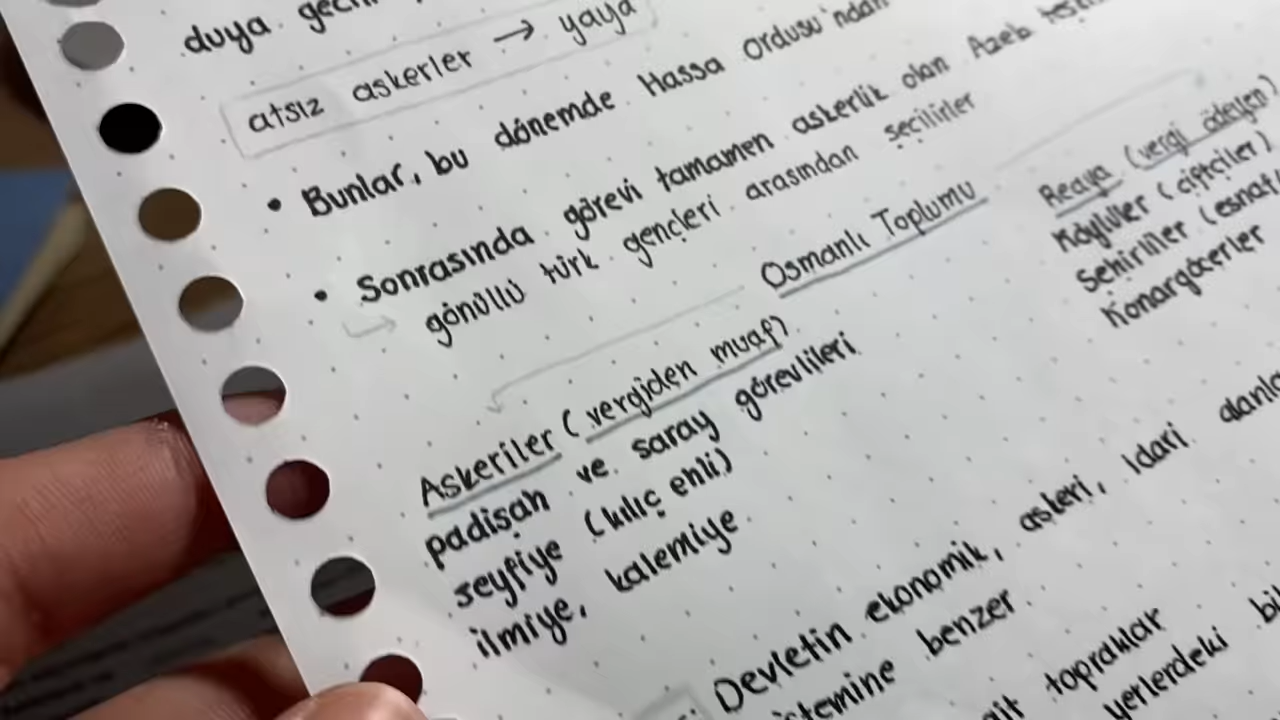 duya
atsız askerler → yaya
• Bunlar, bu dönemde Hassa Ordusu'ndan
• Sonrasında görevi tamamen askerlik olan Azeb
gönüllü türk gençleri arasından seçilirler
Osmanlı Toplumu
Askeriler (vergiden muaf)
padişah ve saray görevlileri
seyfiye (kılıç ehli)
ilmiye, kalemiye
Reaya (vergi ödeyen)
Köylüler (çiftçiler)
Şehirliler (esnaf,
Konargöçerler
Devletin ekonomik, askeri, idari
benzer
topraklar
yerlerdeki